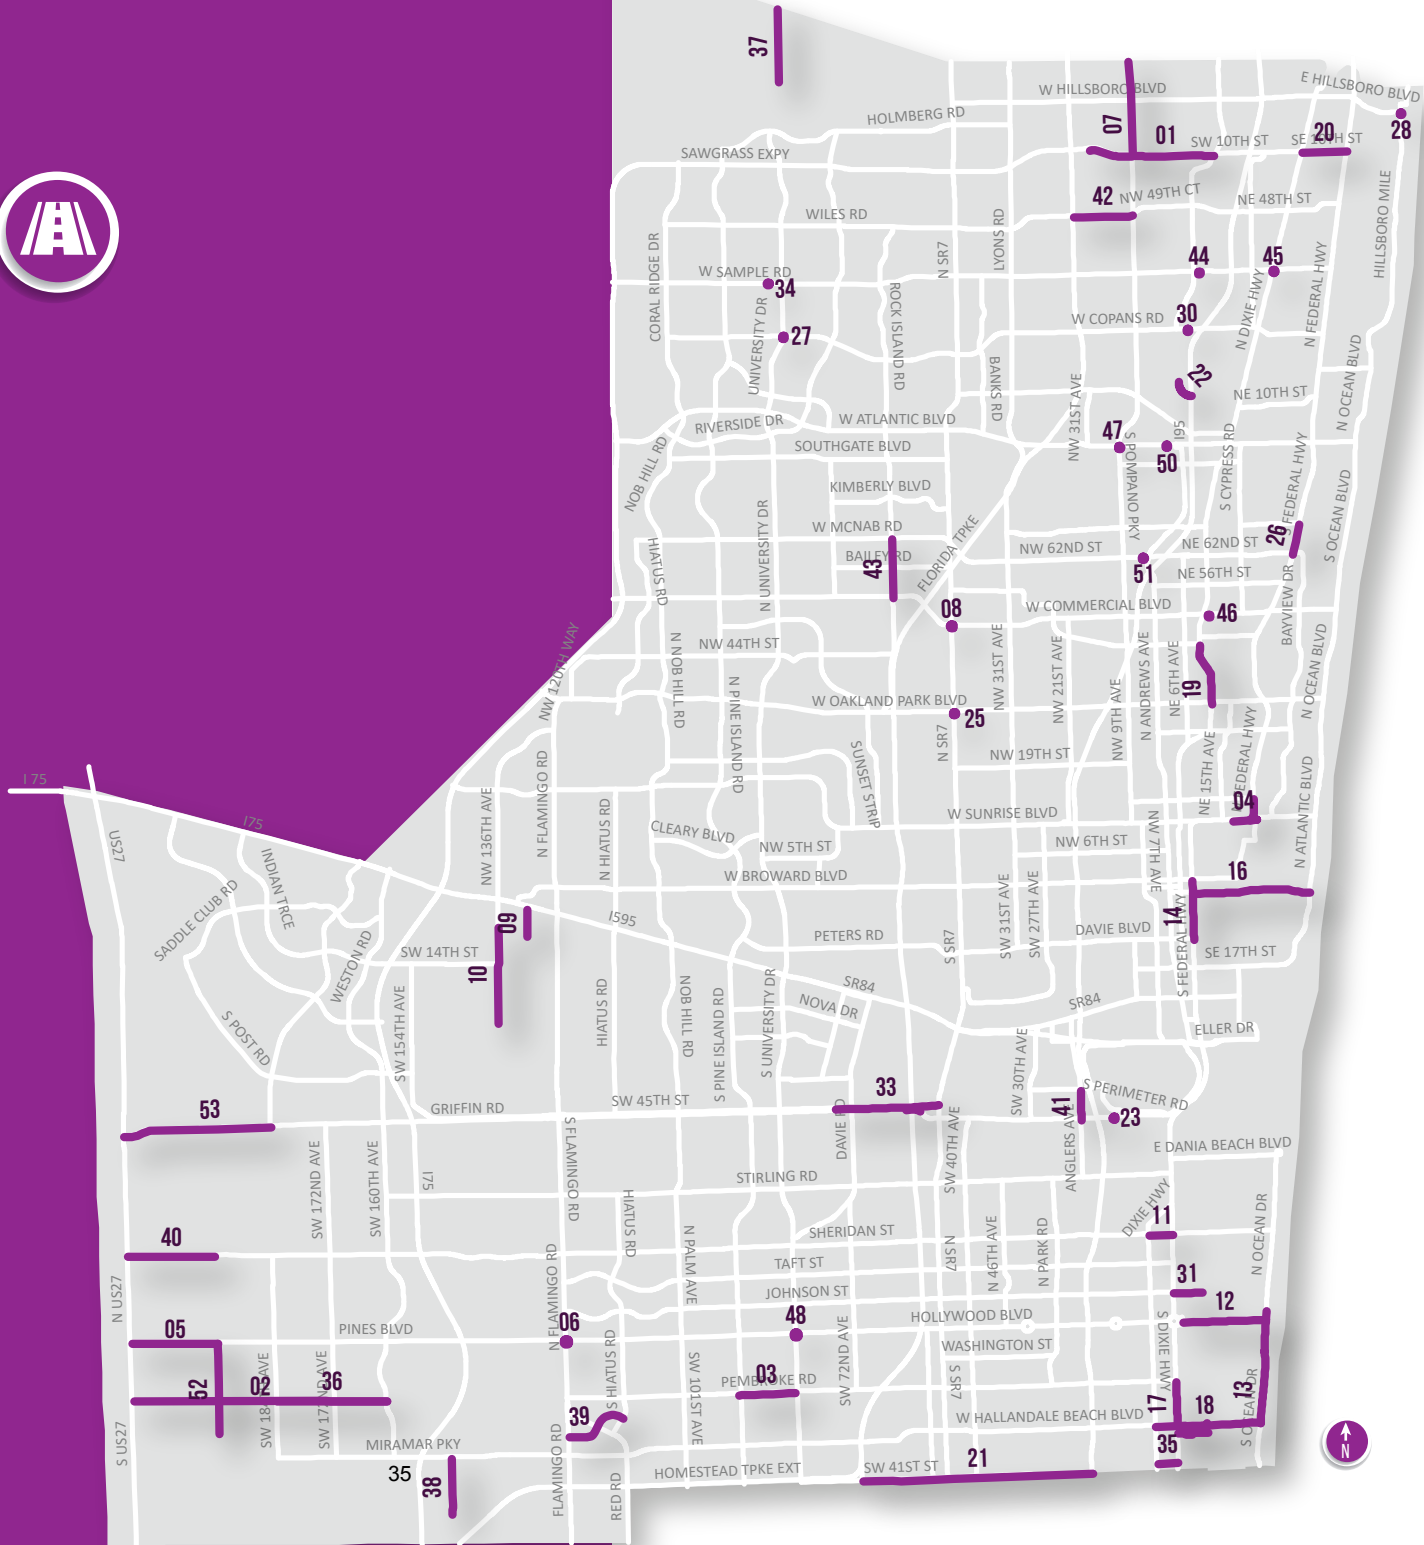 37
W HILLSBORO BLVD
E HILLSBORO BLVD
HOLMBERG RD
07
01
SW 10TH ST
20
SE 10TH ST
28
SAWGRASS EXPY
42
NW 49TH CT
NE 48TH ST
HILLSBORO MILE
WILES RD
CORAL RIDGE DR
N SR7
LYONS RD
44
45
W SAMPLE RD
34
UNIVERSITY DR
ROCK ISLAND RD
N DIXIE HWY
N FEDERAL HWY
W COPANS RD
30
27
N OCEAN BLVD
BANKS RD
NW 31ST AVE
22
NE 10TH ST
RIVERSIDE DR
W ATLANTIC BLVD
47
S POMPANO PKY
I95
50
SOUTHGATE BLVD
NOB HILL RD
S CYPRESS RD
S FEDERAL HWY
KIMBERLY BLVD
S OCEAN BLVD
N UNIVERSITY DR
W MCNAB RD
BAILEY RD
43
FLORIDA TPKE
NW 62ND ST
NE 62ND ST
26
HIATUS RD
51
NE 56TH ST
BAYVIEW DR
08
W COMMERCIAL BLVD
46
NW 120TH WAY
NW 44TH ST
N NOB HILL RD
NW 31ST AVE
NW 21ST AVE
N ANDREWS AVE
NE 6TH AVE
19
N OCEAN BLVD
N PINE ISLAND RD
W OAKLAND PARK BLVD
25
N SR7
NW 9TH AVE
NE 15TH AVE
N FEDERAL HWY
NW 19TH ST
SUNSET STRIP
I 75
N FLAMINGO RD
NW 136TH AVE
N HIATUS RD
04
N ATLANTIC BLVD
W SUNRISE BLVD
I75
US27
CLEARY BLVD
NW 5TH ST
NW 6TH ST
NW 7TH AVE
INDIAN TRCE
W BROWARD BLVD
16
SADDLE CLUB RD
09
I595
SW 31ST AVE
SW 27TH AVE
14
S FEDERAL HWY
DAVIE BLVD
PETERS RD
S SR7
SE 17TH ST
WESTON RD
SW 14TH ST
10
SR84
NOVA DR
SR84
S POST RD
SW 154TH AVE
HIATUS RD
NOB HILL RD
S PINE ISLAND RD
S UNIVERSITY DR
ELLER DR
SW 30TH AVE
53
GRIFFIN RD
SW 45TH ST
33
DAVIE RD
41
ANGLERS AVE
S PERIMETER RD
23
SW 40TH AVE
E DANIA BEACH BLVD
SW 172ND AVE
SW 160TH AVE
I75
S FLAMINGO RD
STIRLING RD
HIATUS RD
DIXIE HWY
11
40
SHERIDAN ST
N SR7
N 46TH AVE
N PARK RD
N OCEAN DR
N PALM AVE
TAFT ST
31
N US27
N FLAMINGO RD
JOHNSON ST
12
05
PINES BLVD
06
48
HOLLYWOOD BLVD
WASHINGTON ST
S DIXIE HWY
S HIATUS RD
SW 101ST AVE
SW 72ND AVE
S SR7
52
02
36
03
PEMBROKE RD
13
S OCEAN DR
39
17
18
W HALLANDALE BEACH BLVD
S US27
MIRAMAR PKY
35
35
38
FLAMINGO RD
RED RD
HOMESTEAD TPKE EXT
SW 41ST ST
21
N